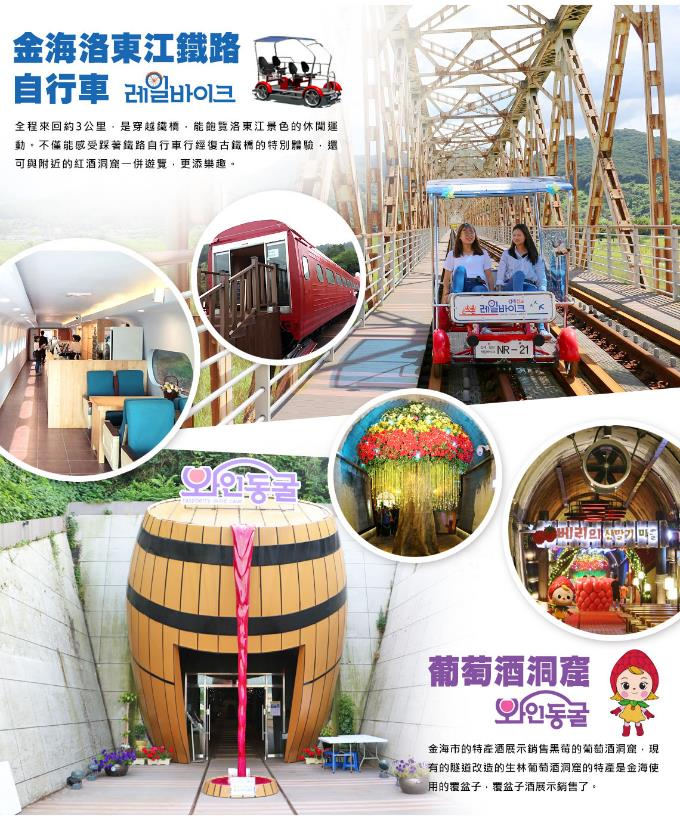 金海洛東江鐵路
自行車 레일바이크
全程來回約3公里，是穿越鐵橋，能飽覽洛東江景色的休閒運
動。不僅能感受踩著鐵路自行車行經復古鐵橋的特別體驗，還
可與附近的紅酒洞窟一併遊覽，更添樂趣。
레일바이크
NR-21
와인동굴
베리의 신망기 마을
葡萄酒洞窟
와인동굴
金海市的特產酒展示銷售黑莓的葡萄酒洞窟，現
有的隧道改造的生林葡萄酒洞窟的特產是金海使
用的覆盆子，覆盆子酒展示銷售了。